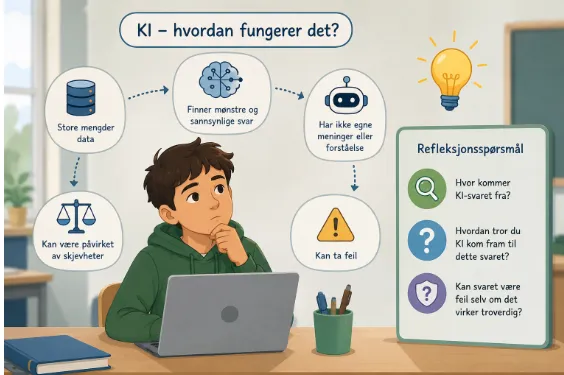 KI – hvordan fungerer det?
Store mengder
data
Finner mønstre og
sannsynlige svar
Har ikke egne
meninger eller
forståelse
Kan være påvirket
av skjevheter
Kan ta feil
Refleksjonsspørsmål
Hvor kommer
KI-svaret fra?
Hvordan tror du
KI kom fram til
dette svaret?
Kan svaret være
feil selv om det
virker troverdig?